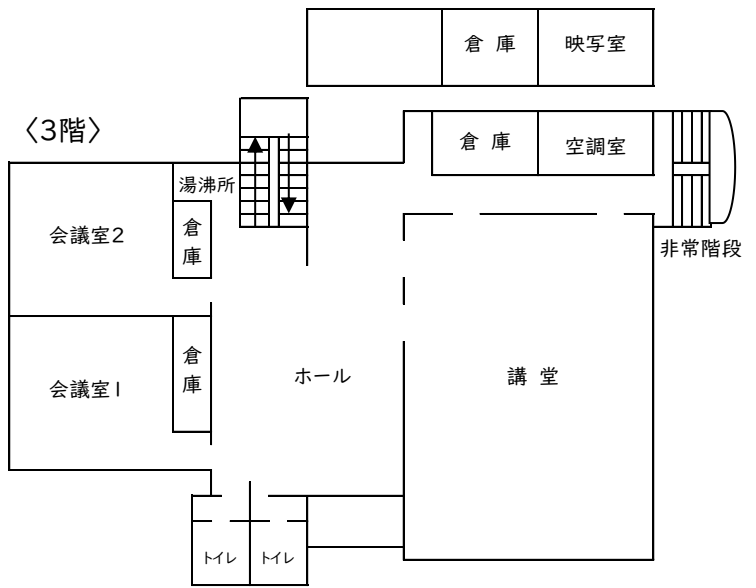 倉 庫
映写室
〈3階〉
倉 庫
空調室
湯沸所
会議室2
倉
庫
非常階段
会議室1
倉
庫
ホール
講 堂
トイレ
トイレ